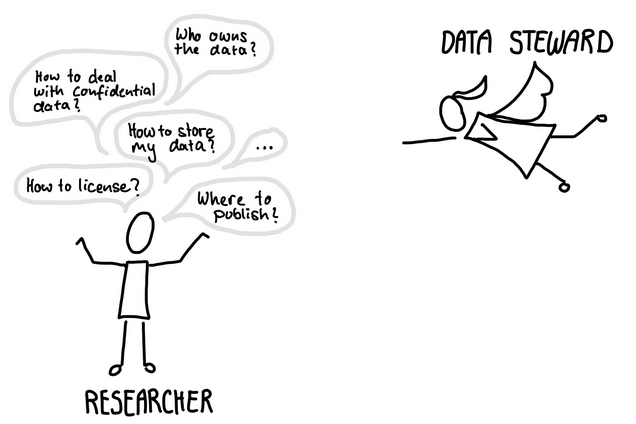 Who owns
the data?
DATA STEWARD
How to deal
with confidential
data?
How to store
my data?
...
How to license?
Where to
publish?
RESEARCHER